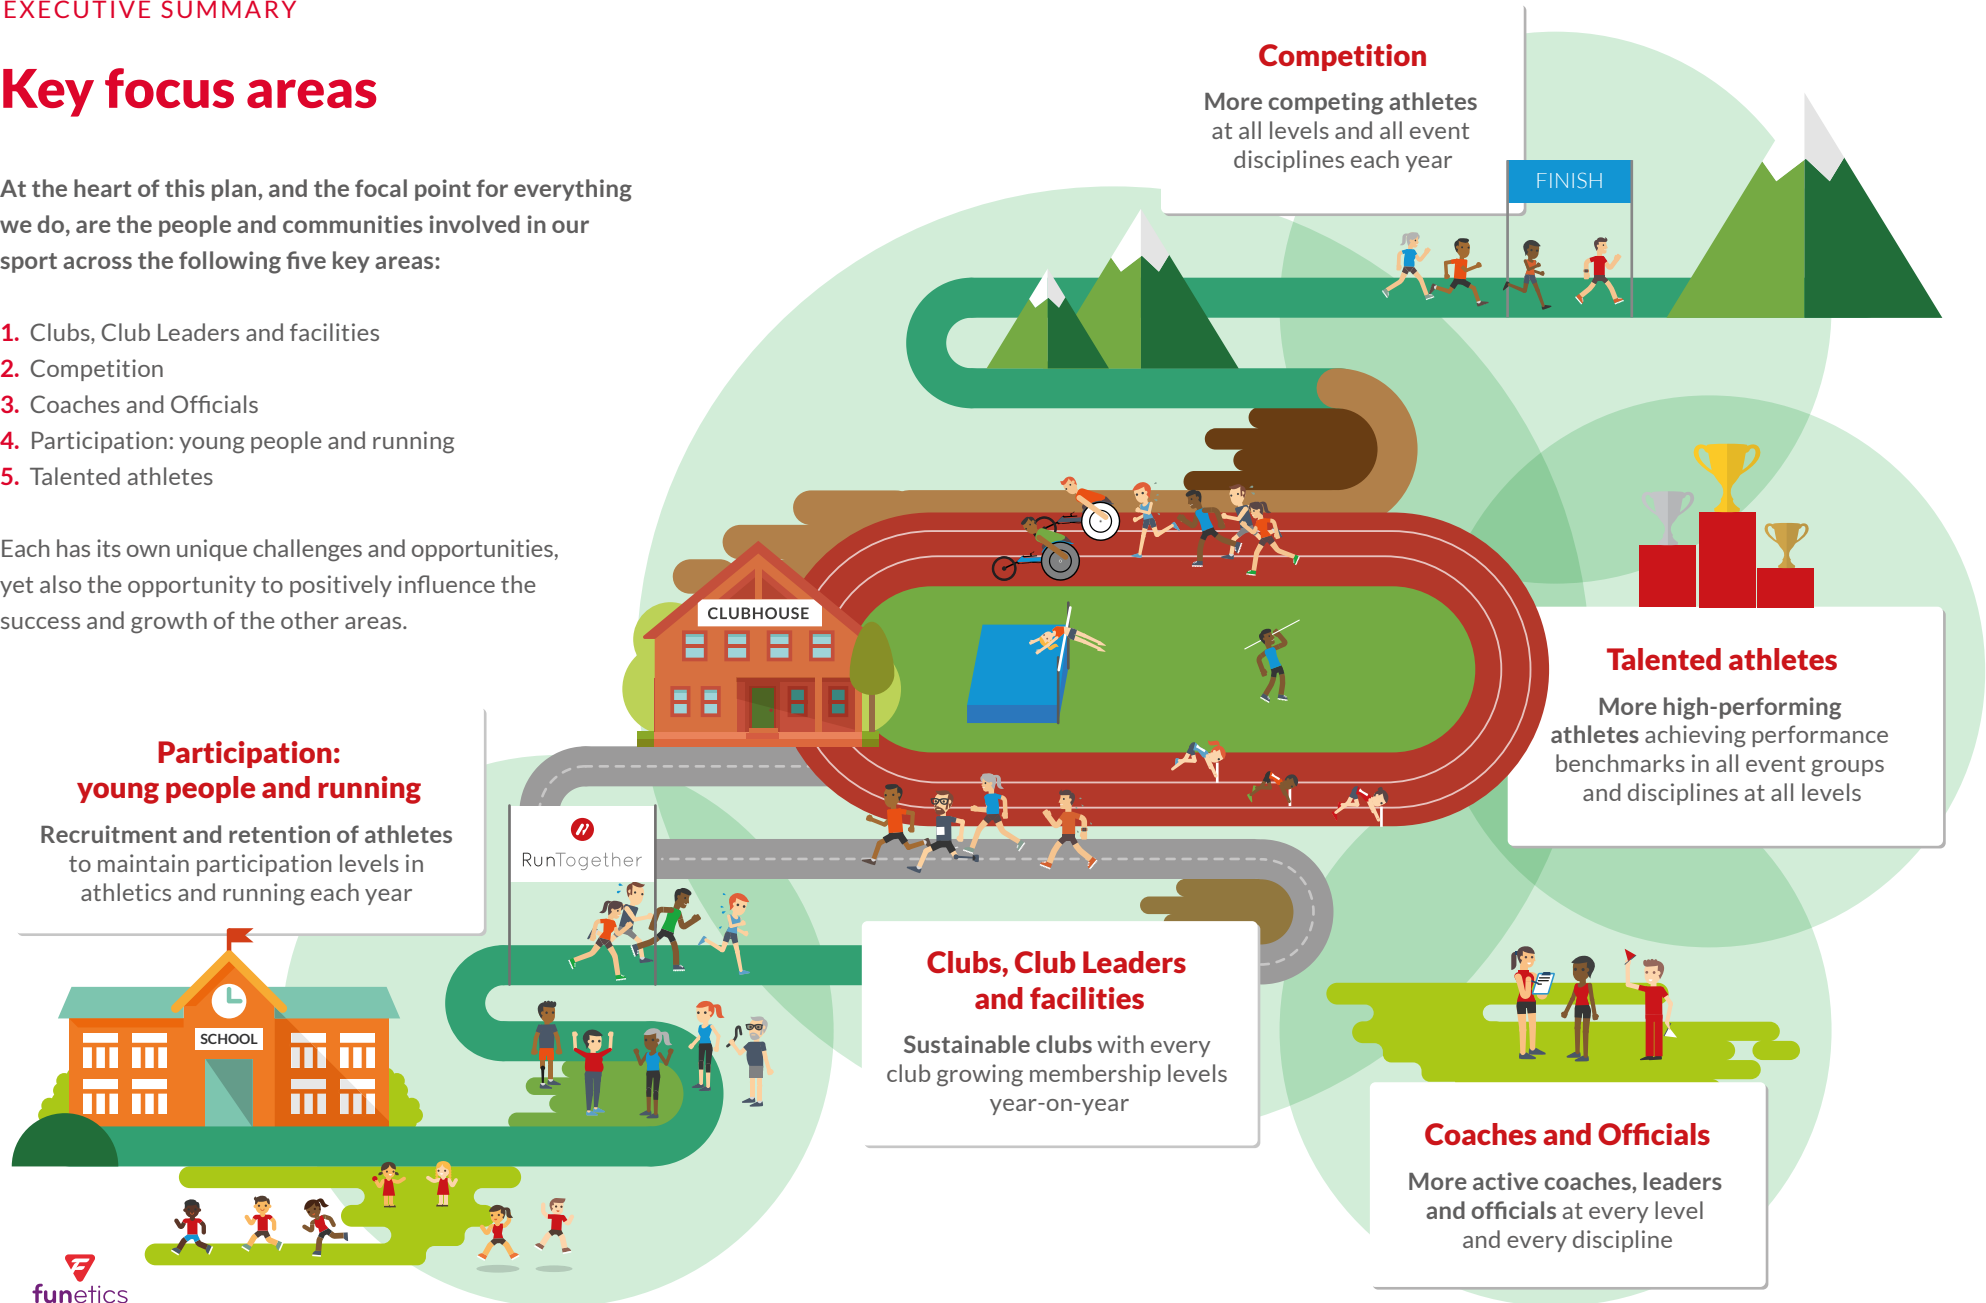 EXECUTIVE SUMMARY
Key focus areas
At the heart of this plan, and the focal point for everything
we do, are the people and communities involved in our
sport across the following five key areas:
1. Clubs, Club Leaders and facilities
2. Competition
3. Coaches and Officials
4. Participation: young people and running
5. Talented athletes
Each has its own unique challenges and opportunities,
yet also the opportunity to positively influence the
success and growth of the other areas.
Competition
More competing athletes
at all levels and all event
disciplines each year
FINISH
CLUBHOUSE
Talented athletes
More high-performing
athletes achieving performance
benchmarks in all event groups
and disciplines at all levels
Participation:
young people and running
Recruitment and retention of athletes
to maintain participation levels in
athletics and running each year
RunTogether
Clubs, Club Leaders
and facilities
Sustainable clubs with every
club growing membership levels
year-on-year
SCHOOL
Coaches and Officials
More active coaches, leaders
and officials at every level
and every discipline
funetics